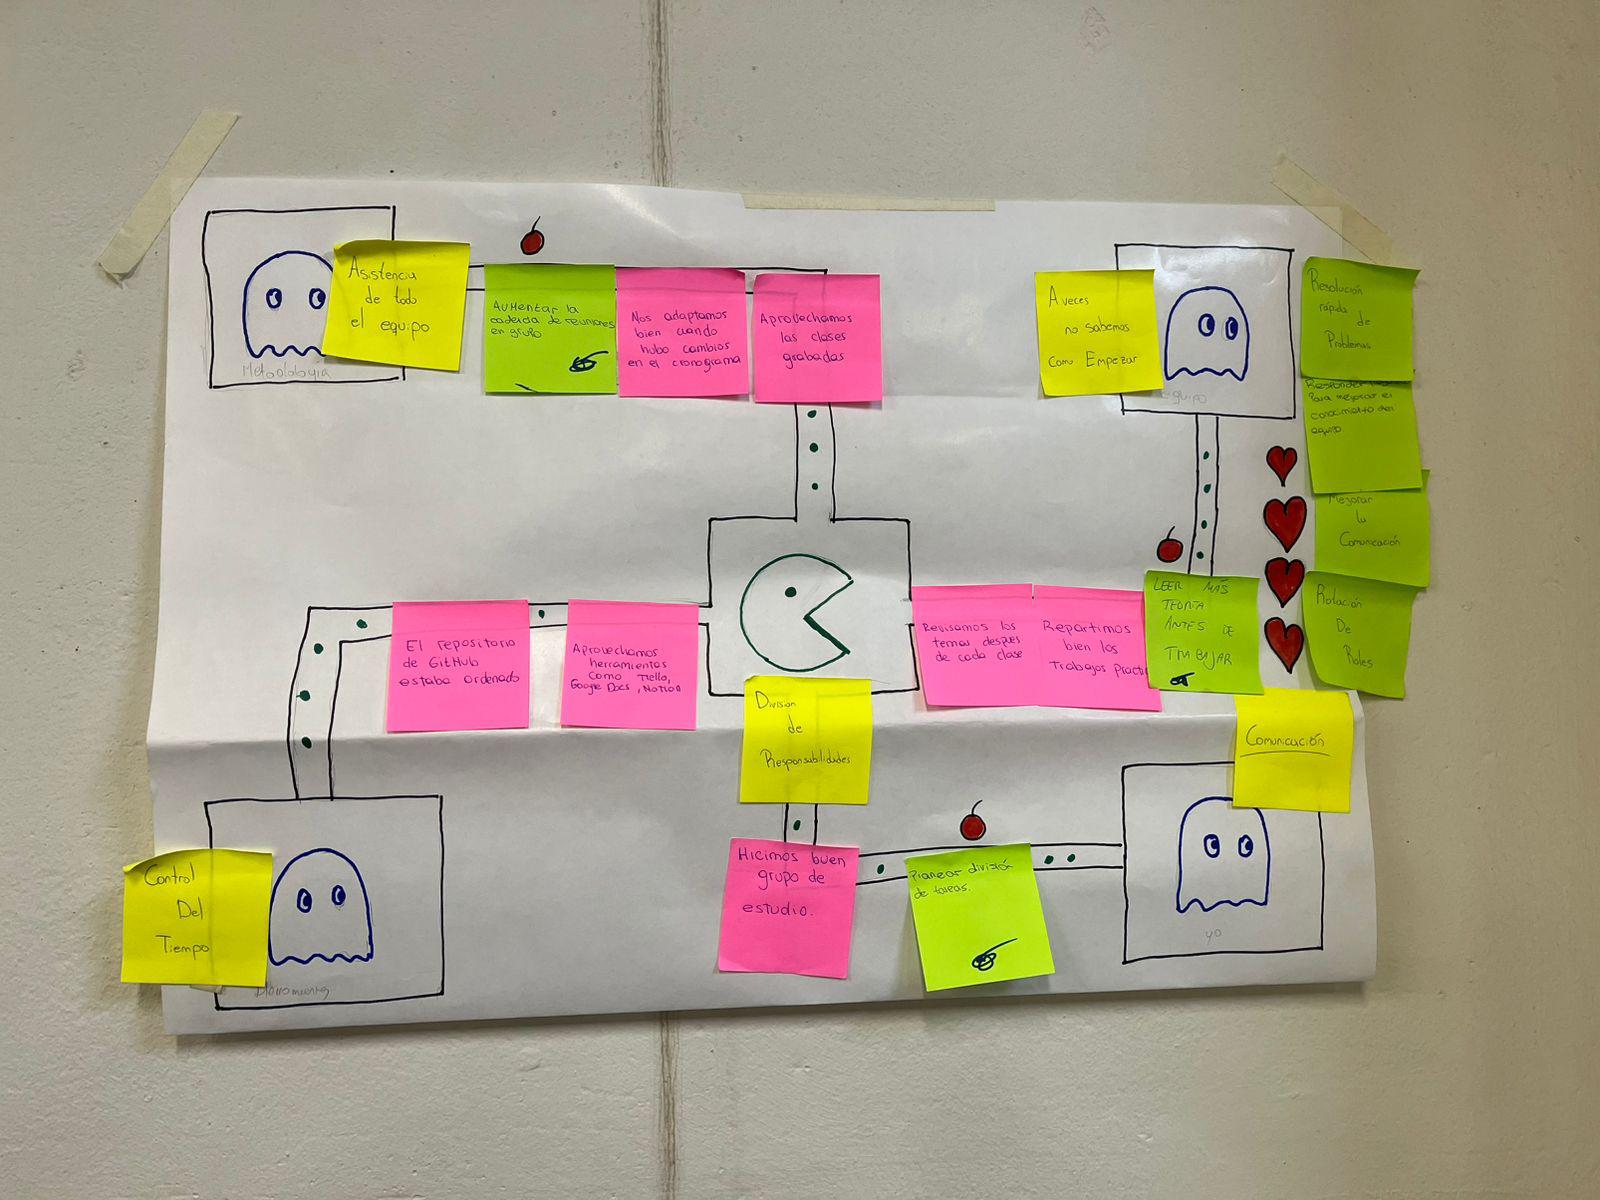 Asistencia
de todo
el equipo
Metodología
Aumentar la
cadencia de reuniones
en grupo
Nos adaptamos
bien cuando
hubo cambios
en el cronograma
Aprovechamos
las clases
grabadas
A veces
no sabemos
Como Empezar
Equipo
Resolución
rápida de
Problemas
Responder
Para mejorar el
conocimiento del
equipo
Mejorar
la
Comunicación
Rotación
De
Roles
El repositorio
de GitHub
estaba ordenado
Aprovechamos
herramientas
como Trello,
Google Docs, Notion
Revisamos los
temas despues
de cada clase
Repartimos
bien los
Trabajos Practi
LEER MÁS
TEORIA
ANTES DE
TRABAJAR
Division
de
Responsabilidades
Comunicación
Control
Del
Tiempo
Hicimos buen
grupo de
estudio.
Planear división
de tareas.
yo